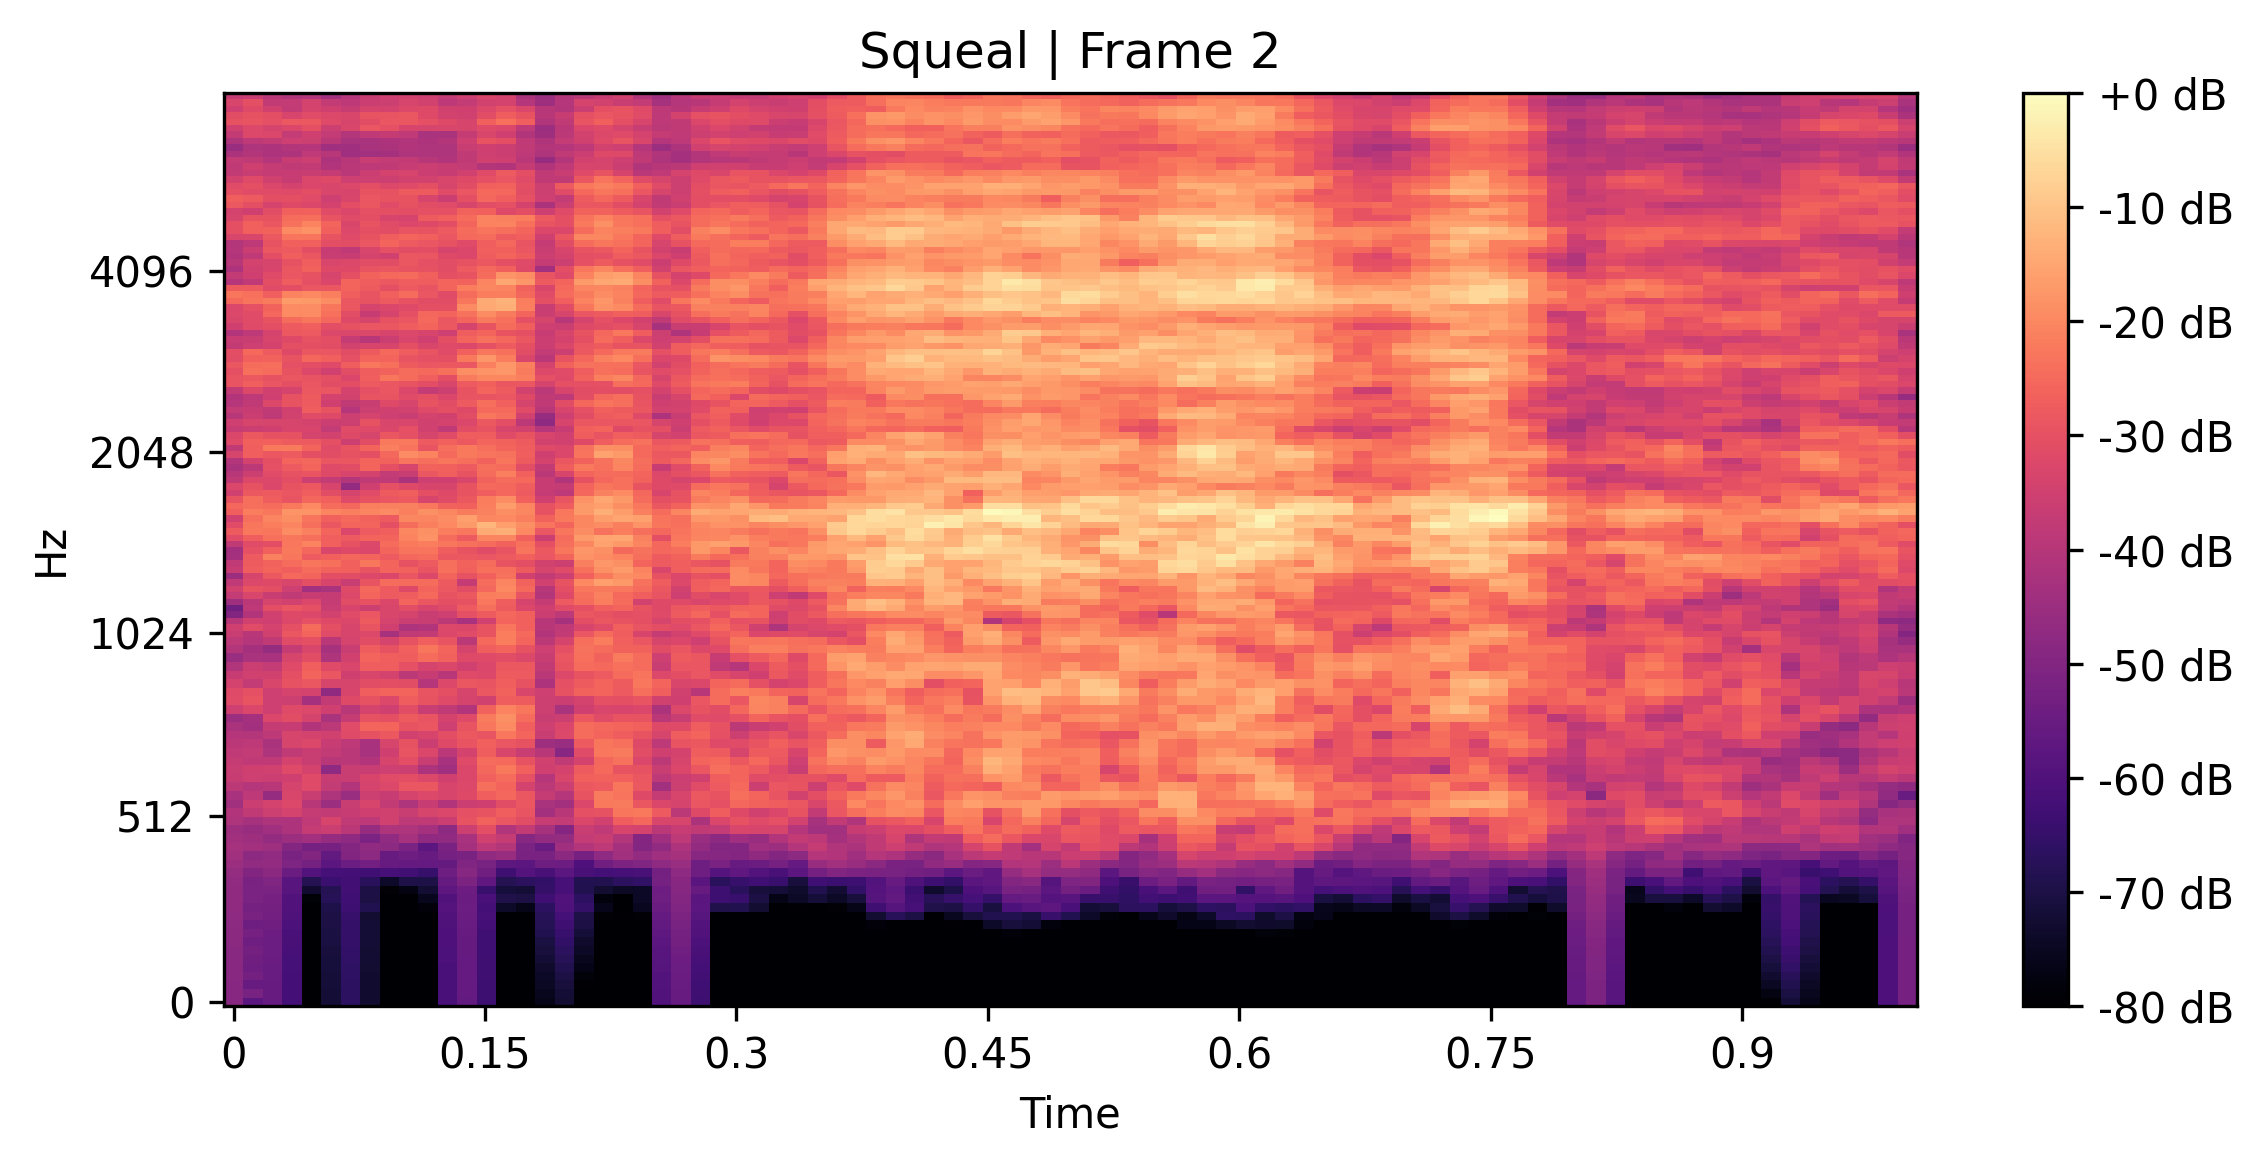 Squeal | Frame 2
+0 dB
-10 dB
-20 dB
-30 dB
-40 dB
-50 dB
-60 dB
-70 dB
-80 dB
Hz
4096
2048
1024
512
0
0 0.15 0.3 0.45 0.6 0.75 0.9
Time